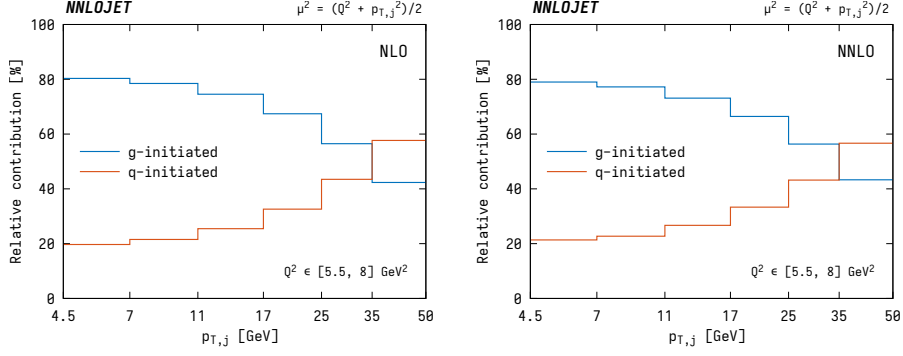 NNLOJET
μ² = (Q² + p_T,j²)/2
100
80
60
40
20
0
Relative contribution [%]
NLO
g-initiated
q-initiated
Q² ∈ [5.5, 8] GeV²
4.5 7 11 17 25 35 50
p_T,j [GeV]
NNLOJET
μ² = (Q² + p_T,j²)/2
100
80
60
40
20
0
Relative contribution [%]
NNLO
g-initiated
q-initiated
Q² ∈ [5.5, 8] GeV²
4.5 7 11 17 25 35 50
p_T,j [GeV]